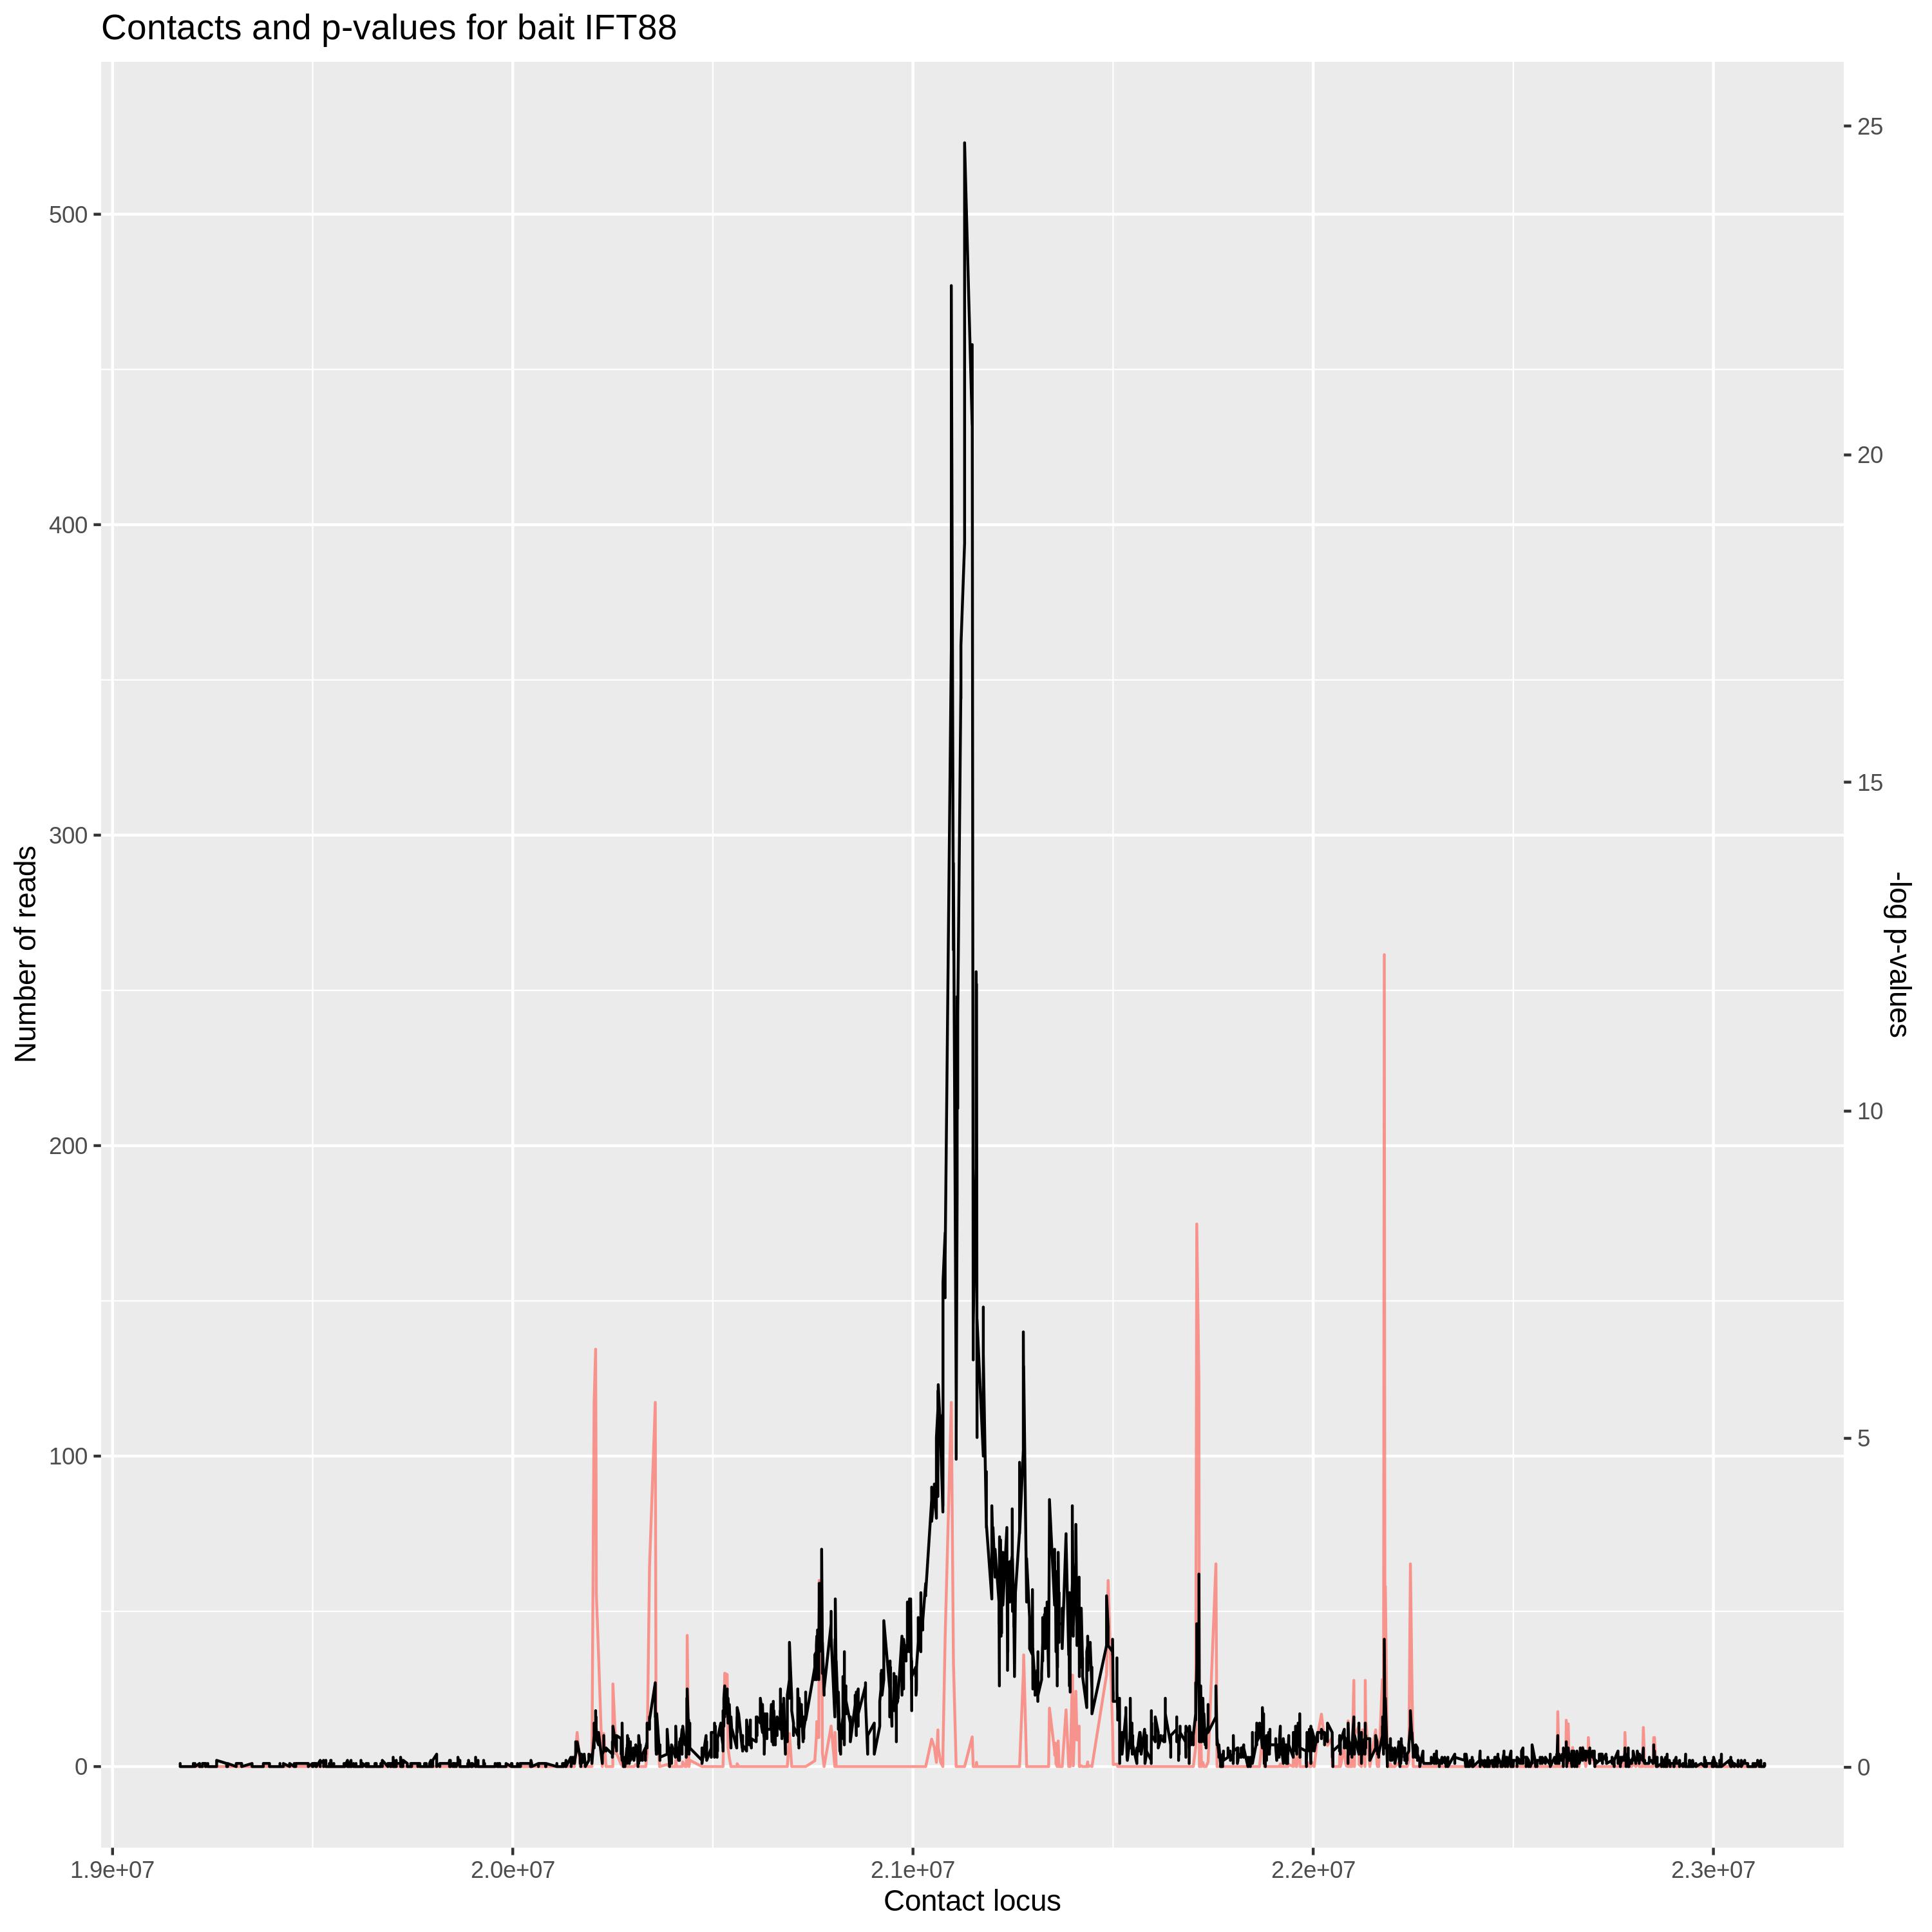 Contacts and p-values for bait IFT88
Number of reads
500
400
300
200
100
0
25
20
15
10
5
0
-log p-values
1.9e+07
2.0e+07
2.1e+07
2.2e+07
2.3e+07
Contact locus